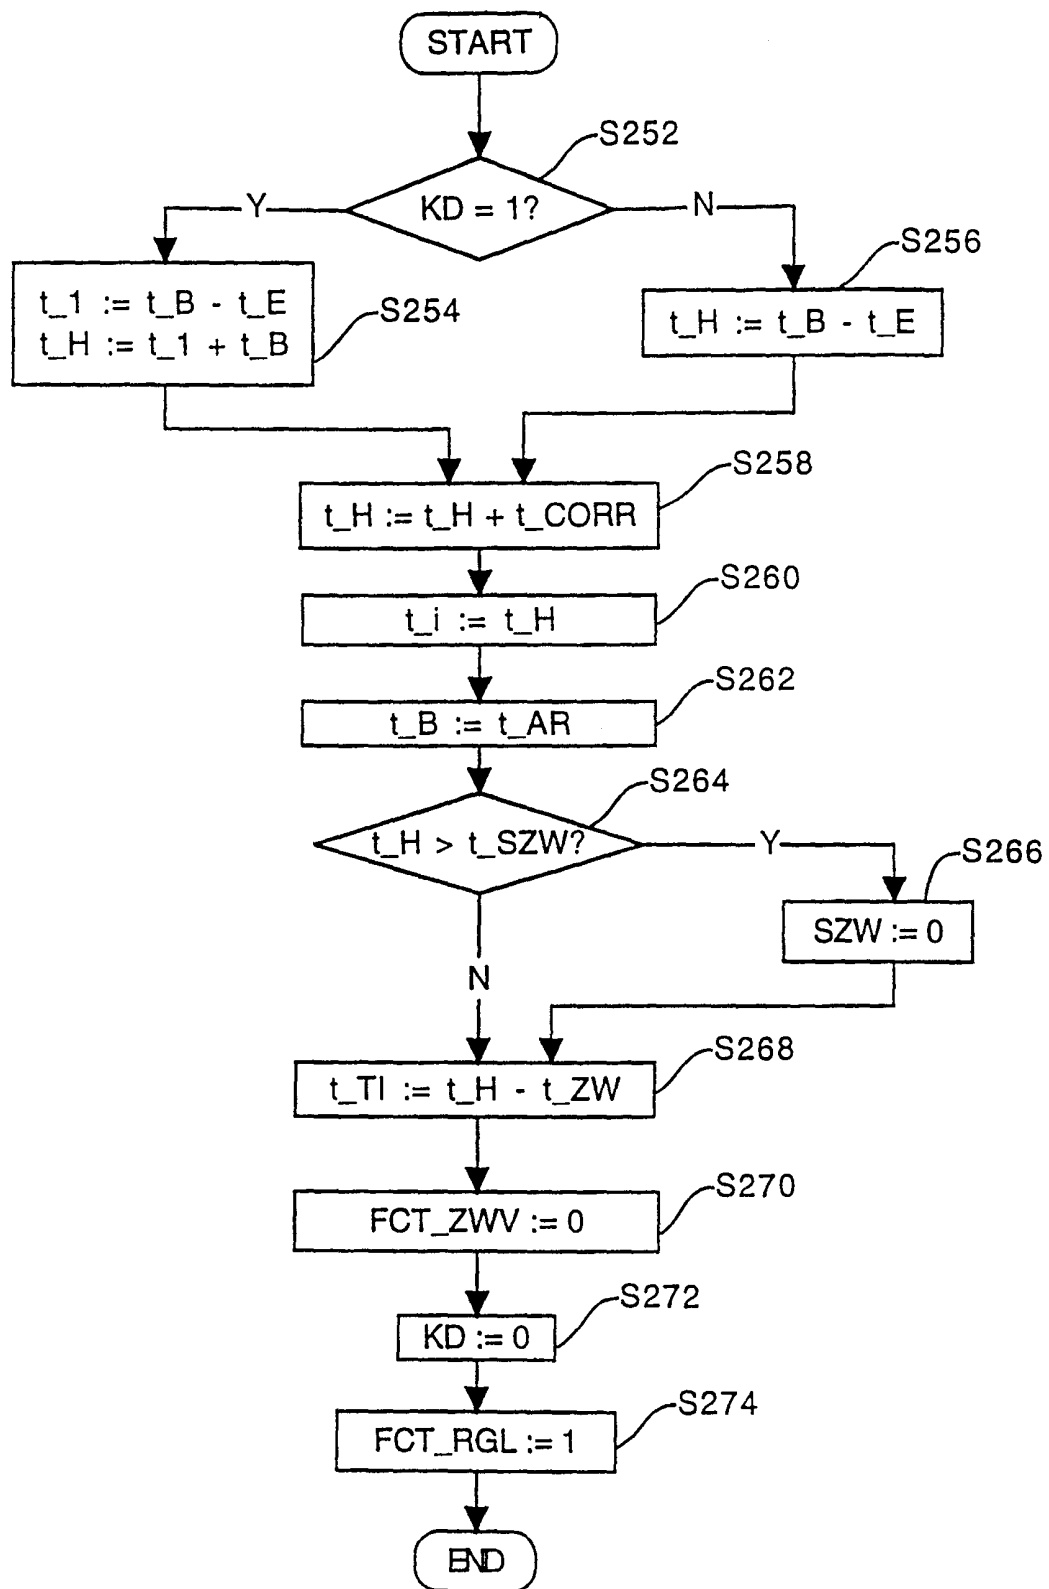 START
S252
KD = 1?
Y
N
S256
t_1 := t_B - t_E
t_H := t_1 + t_B
S254
t_H := t_B - t_E
S258
t_H := t_H + t_CORR
S260
t_i := t_H
S262
t_B := t_AR
S264
t_H > t_SZW?
Y
S266
SZW := 0
N
S268
t_TI := t_H - t_ZW
S270
FCT_ZWV := 0
S272
KD := 0
S274
FCT_RGL := 1
END